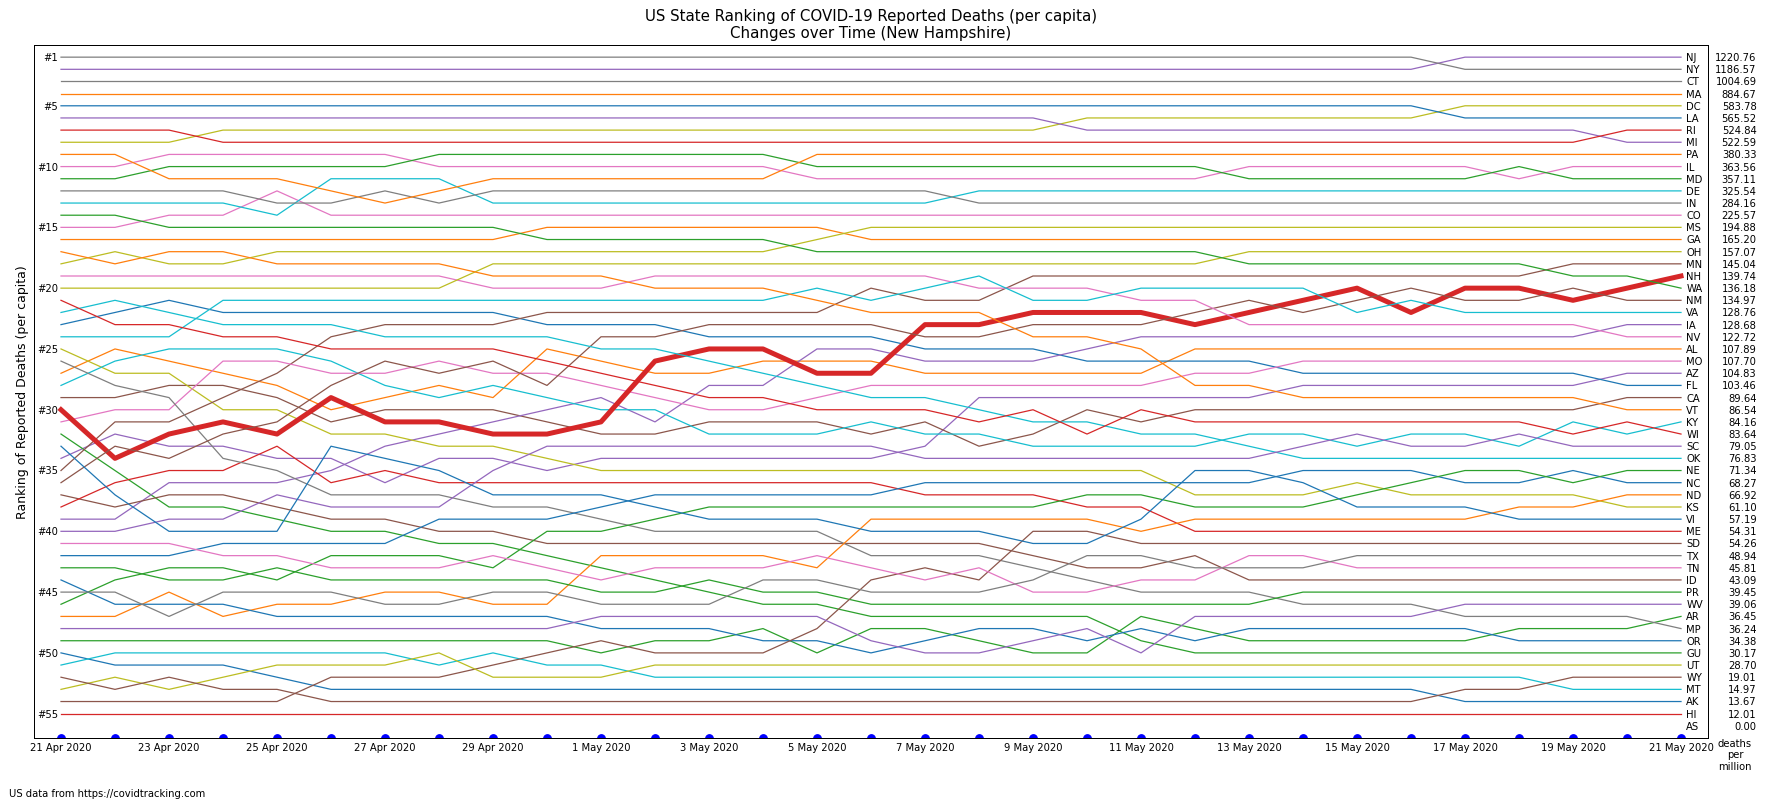 US State Ranking of COVID-19 Reported Deaths (per capita)
Changes over Time (New Hampshire)
Ranking of Reported Deaths (per capita)
#1
#5
#10
#15
#20
#25
#30
#35
#40
#45
#50
#55
NJ 1220.76
NY 1186.57
CT 1004.69
MA 884.67
DC 583.78
LA 565.52
RI 524.84
MI 522.59
PA 380.33
IL 363.56
MD 357.11
DE 325.54
IN 284.16
CO 225.57
MS 194.88
GA 165.20
OH 157.07
MN 145.04
NH 139.74
WA 136.18
NM 134.97
VA 128.76
IA 128.68
NV 122.72
AL 107.89
MO 107.70
AZ 104.83
FL 103.46
CA 89.64
VT 86.54
KY 84.16
WI 83.64
SC 79.05
OK 76.83
NE 71.34
NC 68.27
ND 66.92
KS 61.10
VI 57.19
ME 54.31
SD 54.26
TX 48.94
TN 45.81
ID 43.09
PR 39.45
WV 39.06
AR 36.45
MP 36.24
OR 34.38
GU 30.17
UT 28.70
WY 19.01
MT 14.97
AK 13.67
HI 12.01
AS 0.00
21 Apr 2020 23 Apr 2020 25 Apr 2020 27 Apr 2020 29 Apr 2020 1 May 2020 3 May 2020 5 May 2020 7 May 2020 9 May 2020 11 May 2020 13 May 2020 15 May 2020 17 May 2020 19 May 2020 21 May 2020
deaths
per
million
US data from https://covidtracking.com